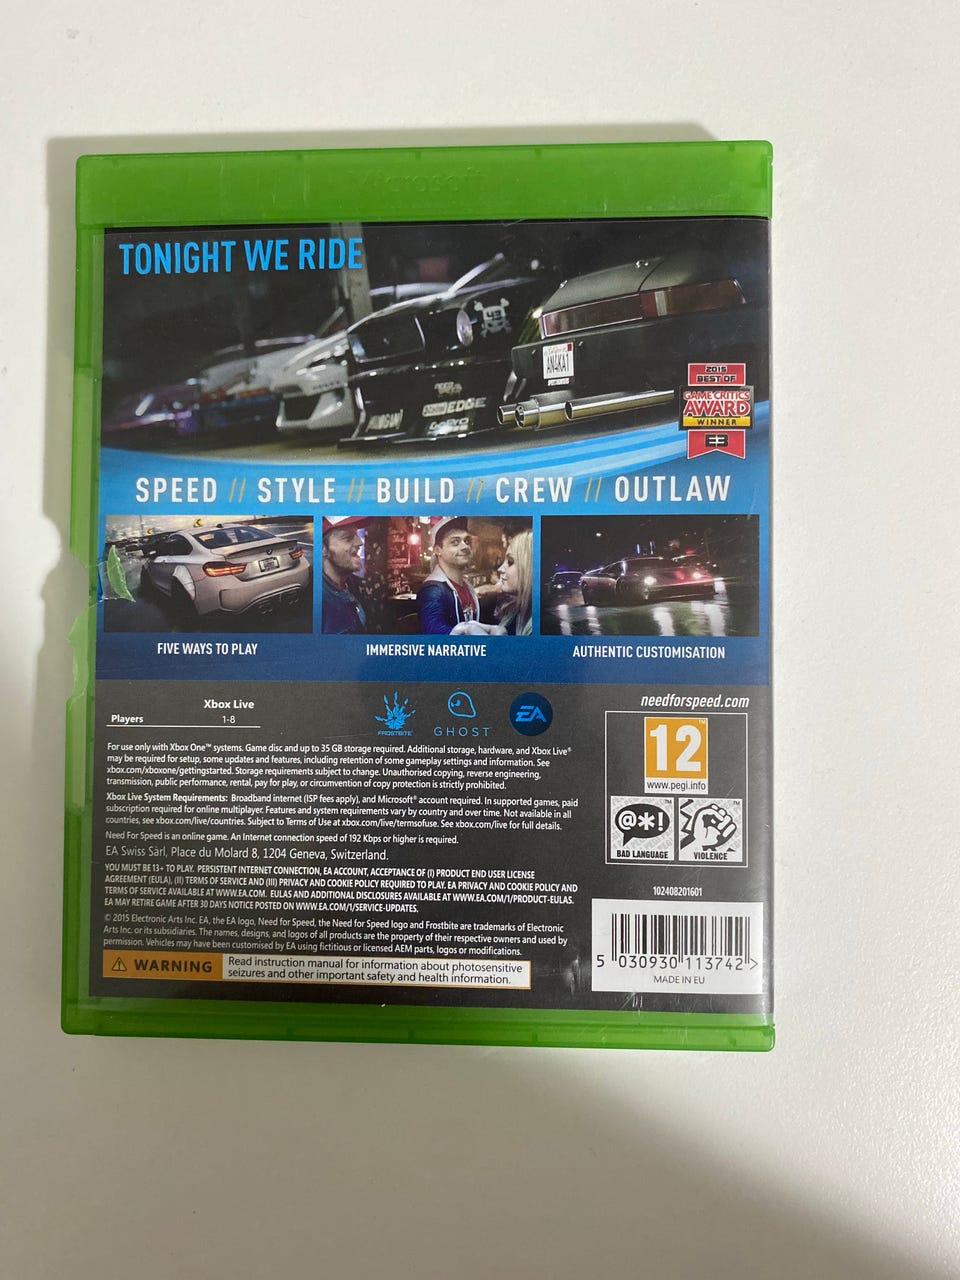 Microsoft
TONIGHT WE RIDE
43
AN4KA1
EDGE
2015
BEST OF
GAME CRITICS
AWARD
WINNER
E3
SPEED // STYLE // BUILD // CREW // OUTLAW
FIVE WAYS TO PLAY
IMMERSIVE NARRATIVE
AUTHENTIC CUSTOMISATION
Xbox Live
Players 1-8
FROSTBITE
GHOST
EA
needforspeed.com
For use only with Xbox One™ systems. Game disc and up to 35 GB storage required. Additional storage, hardware, and Xbox Live®
may be required for setup, some updates and features, including retention of some gameplay settings and information. See
xbox.com/xboxone/gettingstarted. Storage requirements subject to change. Unauthorised copying, reverse engineering,
transmission, public performance, rental, pay for play, or circumvention of copy protection is strictly prohibited.
Xbox Live System Requirements: Broadband internet (ISP fees apply), and Microsoft® account required. In supported games, paid
subscription required for online multiplayer. Features and system requirements vary by country and over time. Not available in all
countries, see xbox.com/live/countries. Subject to Terms of Use at xbox.com/live/termsofuse. See xbox.com/live for full details.
Need For Speed is an online game. An Internet connection speed of 192 Kbps or higher is required.
EA Swiss Sàrl, Place du Molard 8, 1204 Geneva, Switzerland.
YOU MUST BE 13+ TO PLAY. PERSISTENT INTERNET CONNECTION, EA ACCOUNT, ACCEPTANCE OF (I) PRODUCT END USER LICENSE
AGREEMENT (EULA), (II) TERMS OF SERVICE AND (III) PRIVACY AND COOKIE POLICY REQUIRED TO PLAY. EA PRIVACY AND COOKIE POLICY AND
TERMS OF SERVICE AVAILABLE AT WWW.EA.COM. EULAS AND ADDITIONAL DISCLOSURES AVAILABLE AT WWW.EA.COM/1/PRODUCT-EULAS.
EA MAY RETIRE GAME AFTER 30 DAYS NOTICE POSTED ON WWW.EA.COM/1/SERVICE-UPDATES.
© 2015 Electronic Arts Inc. EA, the EA logo, Need for Speed, the Need for Speed logo and Frostbite are trademarks of Electronic
Arts Inc. or its subsidiaries. The names, designs, and logos of all products are the property of their respective owners and used by
permission. Vehicles may have been customised by EA using fictitious or licensed AEM parts, logos or modifications.
WARNING
Read instruction manual for information about photosensitive
seizures and other important safety and health information.
12
™
www.pegi.info
@*!
BAD LANGUAGE
VIOLENCE
102408201601
5 030930 113742 >
MADE IN EU